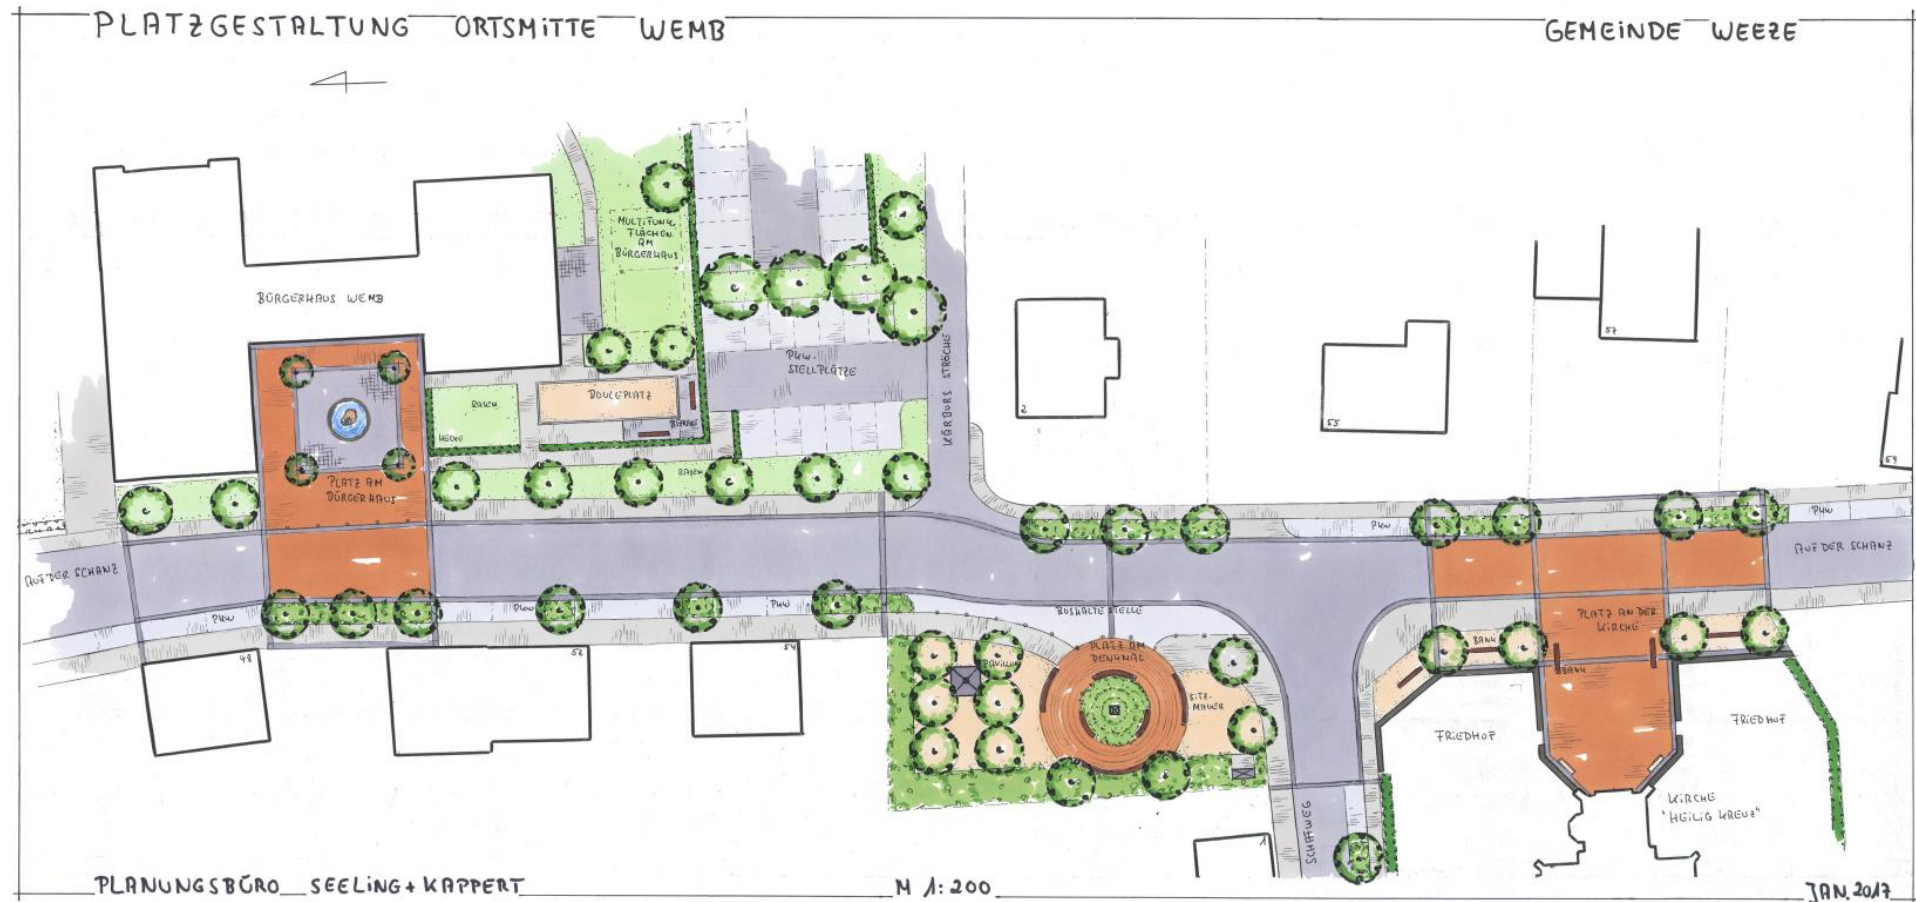 PLATZGESTALTUNG ORTSMITTE WEMB
GEMEINDE WEEZE
MULTIFUNK.
FLÄCHEN
AM
BÜRGERHAUS
BÜRGERHAUS WEMB
PKW-
STELLPLÄTZE
RASEN
BOULEPLATZ
HECKE
RASEN
PLATZ AM
BÜRGERHAUS
2
55
57
59
AUF DER SCHANZ
PKW
PKW
PKW
PKW
PKW
AUF DER SCHANZ
BUSHALTESTELLE
48
52
54
PAVILLON
PLATZ AM
DENKMAL
SITZ-
MAUER
PLATZ AN DER
KIRCHE
BANK
BANK
FRIEDHOF
FRIEDHOF
KIRCHE
"HEILIG KREUZ"
SCHAFWEG
1
PLANUNGSBÜRO SEELING + KAPPERT
M 1:200
JAN. 2017